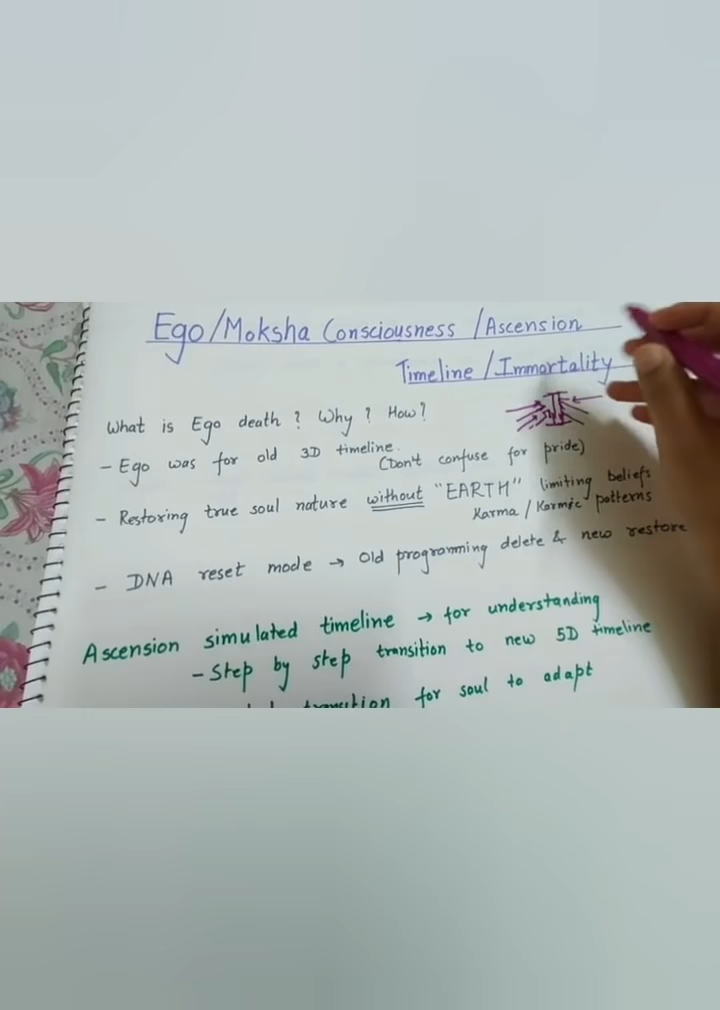 Ego/Moksha Consciousness /Ascension
Timeline /Immortality
What is Ego death? Why? How?
- Ego was for old 3D timeline.
(Don't confuse for pride)
- Restoring true soul nature without "EARTH" limiting beliefs
Karma / Karmic patterns
- DNA reset mode → Old programming delete & new restore
Ascension simulated timeline → for understanding
- Step by step transition to new 5D timeline
transition for soul to adapt